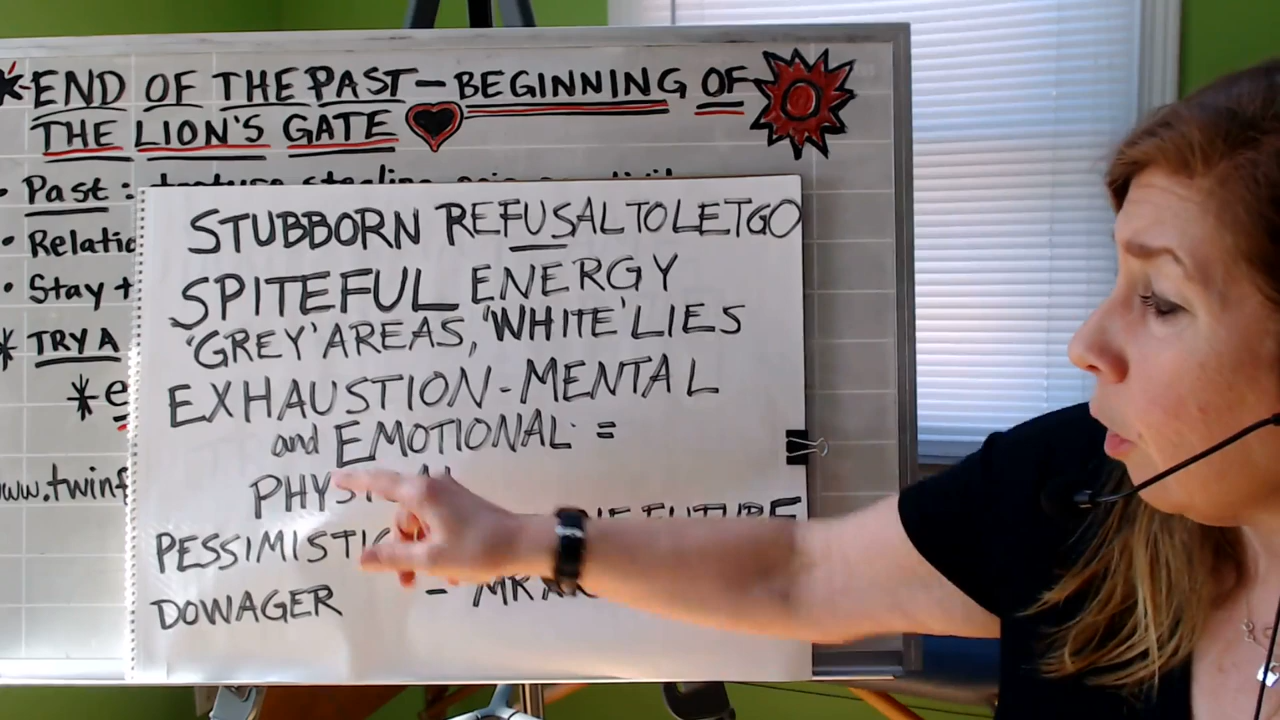 *END OF THE PAST - BEGINNING OF
THE LION'S GATE
• Past:
• Relatio
• Stay
* TRY A
* e
www.twinf
STUBBORN REFUSAL TO LET GO
SPITEFUL ENERGY
'GREY' AREAS, 'WHITE' LIES
EXHAUSTION - MENTAL
and EMOTIONAL =
PESSIMISTIC FUTURE
DOWAGER -